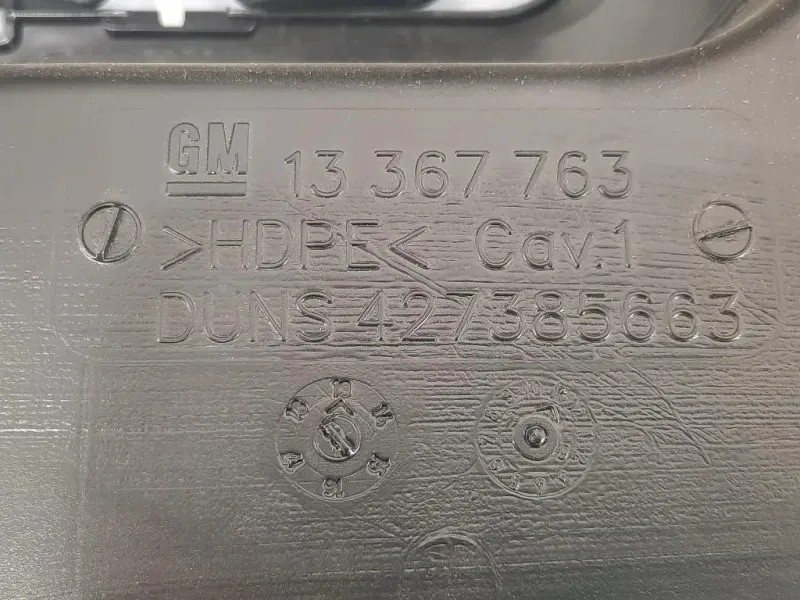 GM 13 367 763
>HDPE< Cav.1
DUNS 427385663